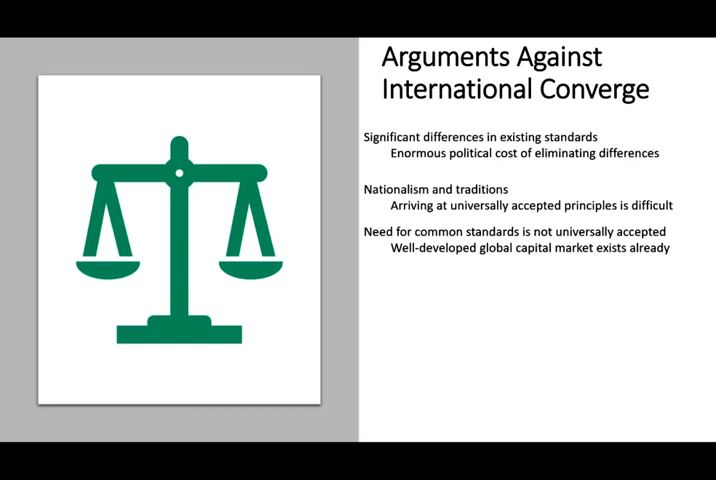 Arguments Against
International Converge
Significant differences in existing standards
Enormous political cost of eliminating differences
Nationalism and traditions
Arriving at universally accepted principles is difficult
Need for common standards is not universally accepted
Well-developed global capital market exists already